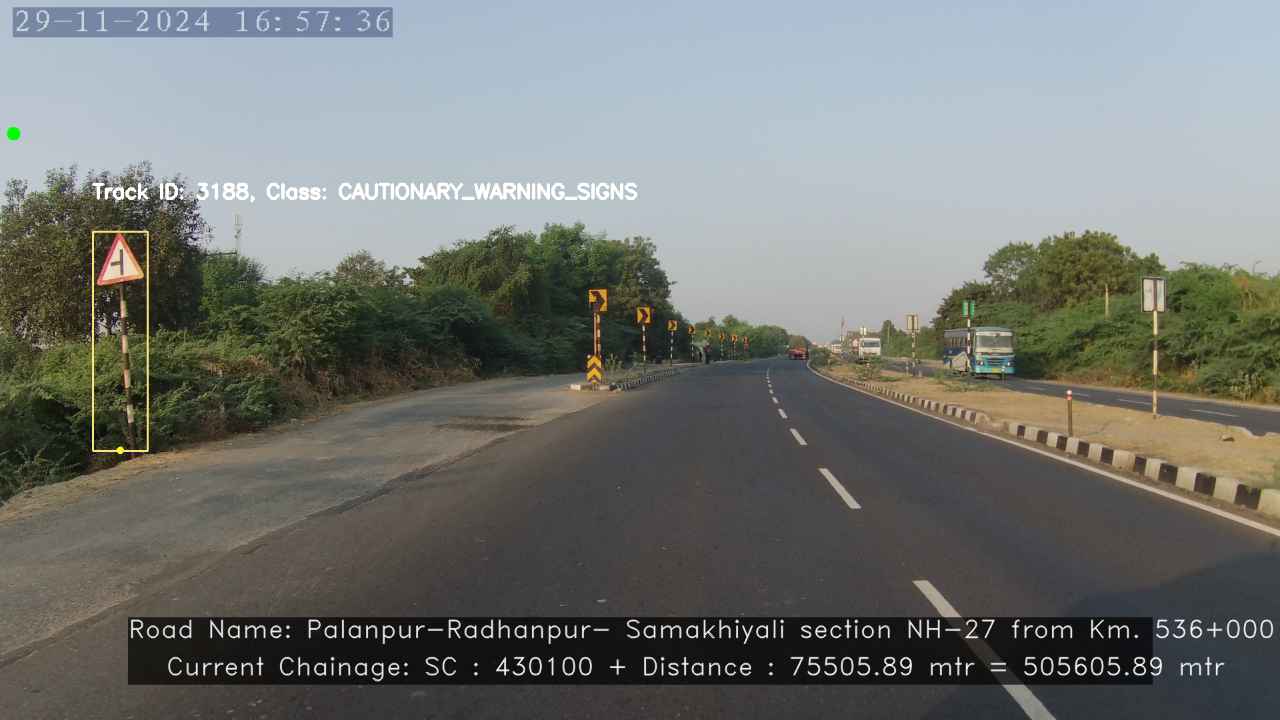 29-11-2024 16:57:36
Track ID: 3188, Class: CAUTIONARY_WARNING_SIGNS
Road Name: Palanpur-Radhanpur- Samakhiyali section NH-27 from Km. 536+000
Current Chainage: SC : 430100 + Distance : 75505.89 mtr = 505605.89 mtr